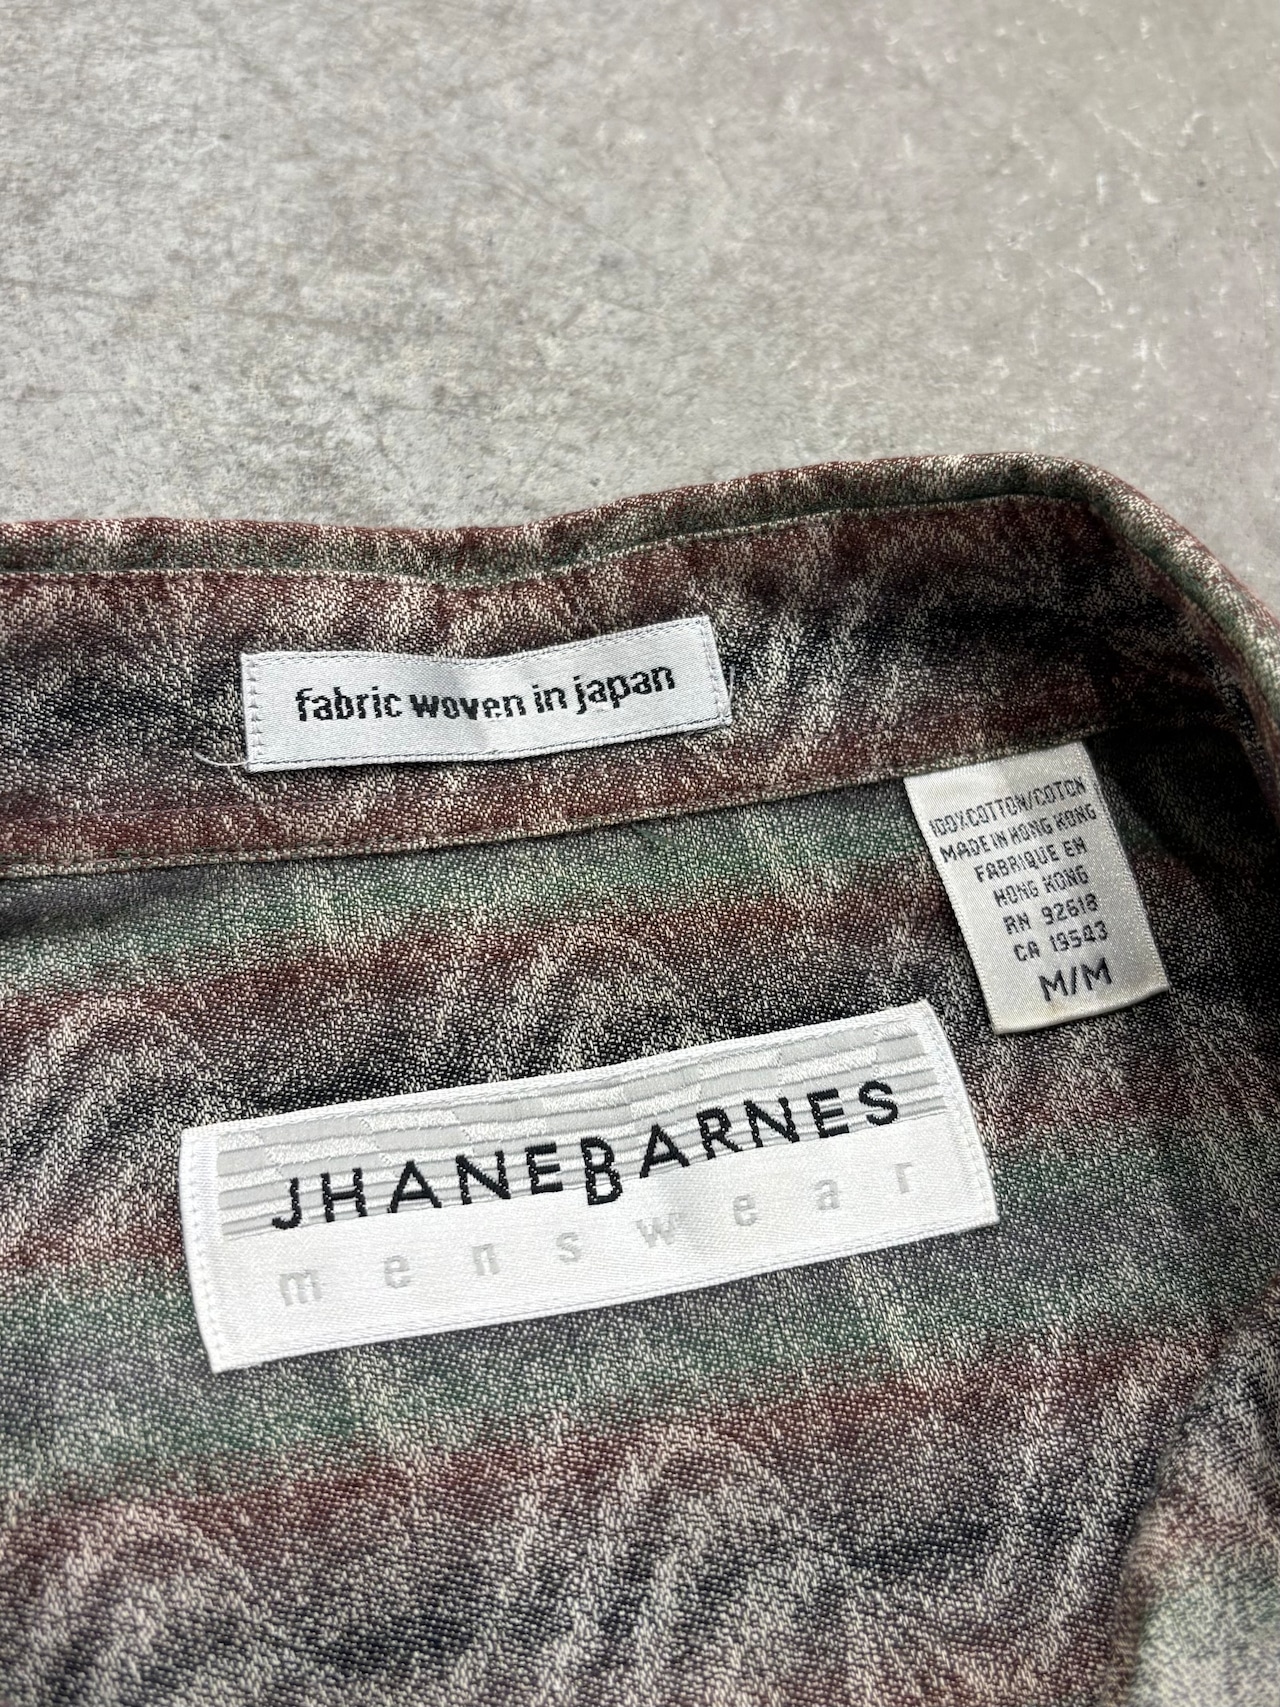 fabric woven in japan
100%COTTON/COTON
MADE IN HONG KONG
FABRIQUE EN
HONG KONG
RN 92618
CA 19543
M/M
JHANEBARNES
menswear